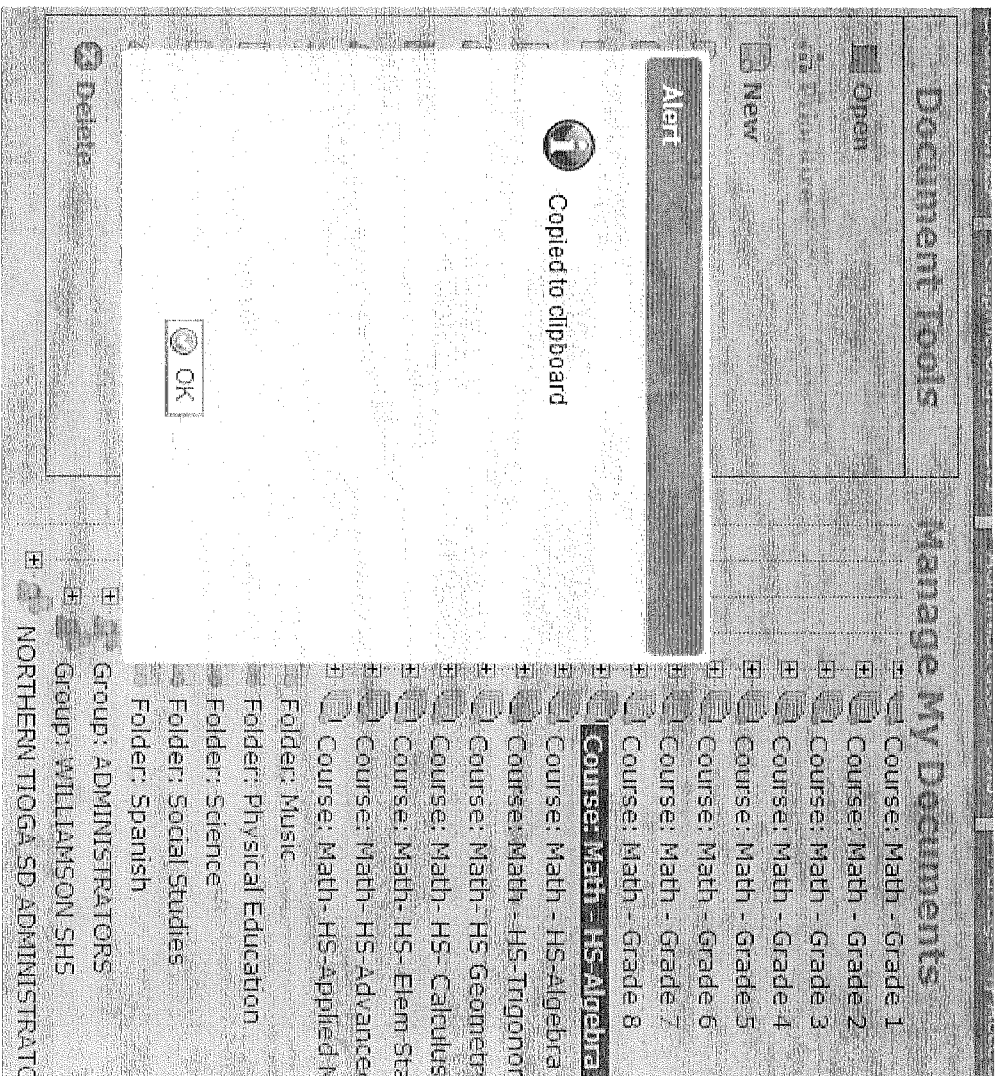 Document Tools
Manage My Documents
Open
New
Delete
Alert
Copied to clipboard
OK
Course: Math - Grade 1
Course: Math - Grade 2
Course: Math - Grade 3
Course: Math - Grade 4
Course: Math - Grade 5
Course: Math - Grade 6
Course: Math - Grade 7
Course: Math - Grade 8
Course: Math - HS-Algebra
Course: Math - HS-Algebra
Course: Math - HS-Trigonor
Course: Math- HS Geometr
Course: Math- HS- Calculus
Course: Math- HS- Elem Sta
Course: Math- HS-Advance
Course: Math- HS-Applied
Folder: Music
Folder: Physical Education
Folder: Science
Folder: Social Studies
Folder: Spanish
Group: ADMINISTRATORS
Group: WILLIAMSON SHS
NORTHERN TIOGA SD-ADMINISTRATO